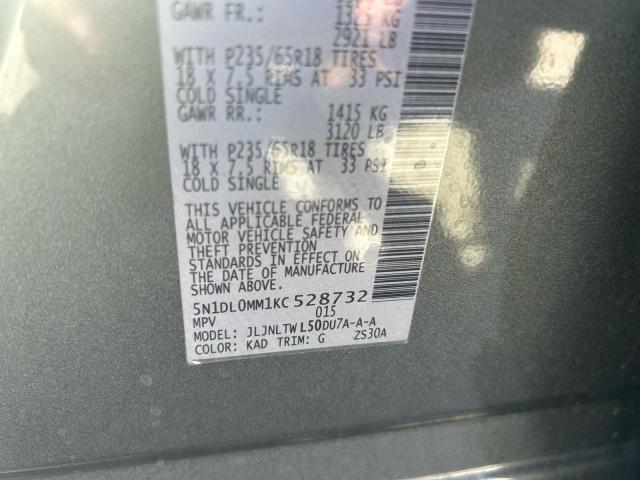 GAWR FR.: 1325 KG
2921 LB
WITH P235/65R18 TIRES
18 X 7.5 RIMS AT 33 PSI
COLD SINGLE
GAWR RR.: 1415 KG
3120 LB
WITH P235/65R18 TIRES
18 X 7.5 RIMS AT 33 PSI
COLD SINGLE
THIS VEHICLE CONFORMS TO
ALL APPLICABLE FEDERAL
MOTOR VEHICLE SAFETY AND
THEFT PREVENTION
STANDARDS IN EFFECT ON
THE DATE OF MANUFACTURE
SHOWN ABOVE.
5N1DL0MM1KC528732
MPV 015
MODEL: JLJNLTWL50DU7A-A-A
COLOR: KAD TRIM: G ZS30A